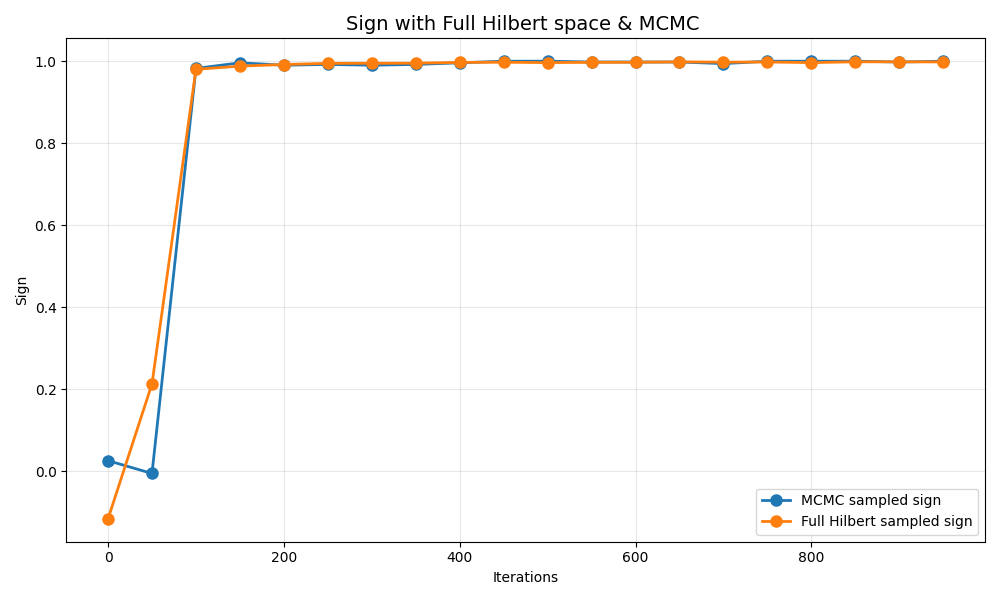 Sign with Full Hilbert space & MCMC
1.0
0.8
0.6
0.4
0.2
0.0
Sign
0 200 400 600 800
Iterations
MCMC sampled sign
Full Hilbert sampled sign